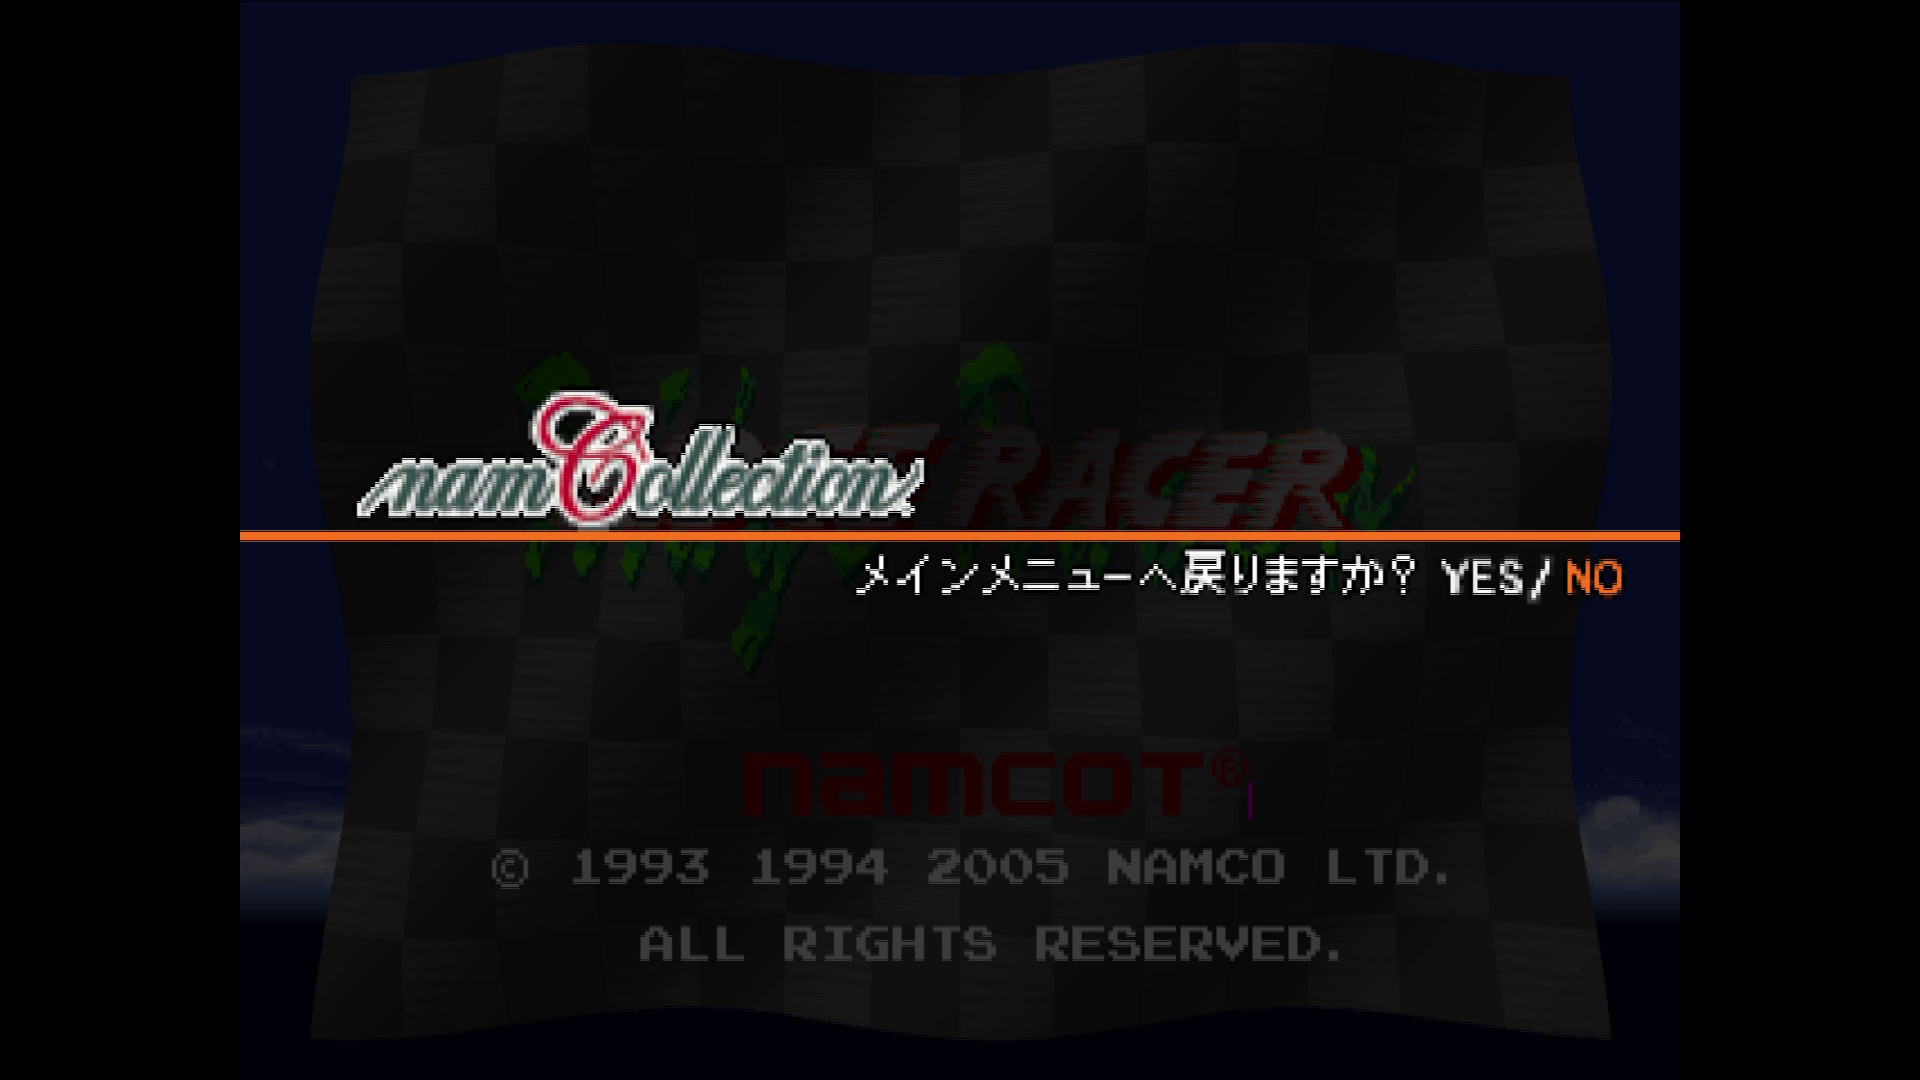 RIDGE RACER
namCollection
メインメニューへ戻りますか? YES/NO
namcot®
© 1993 1994 2005 NAMCO LTD.
ALL RIGHTS RESERVED.